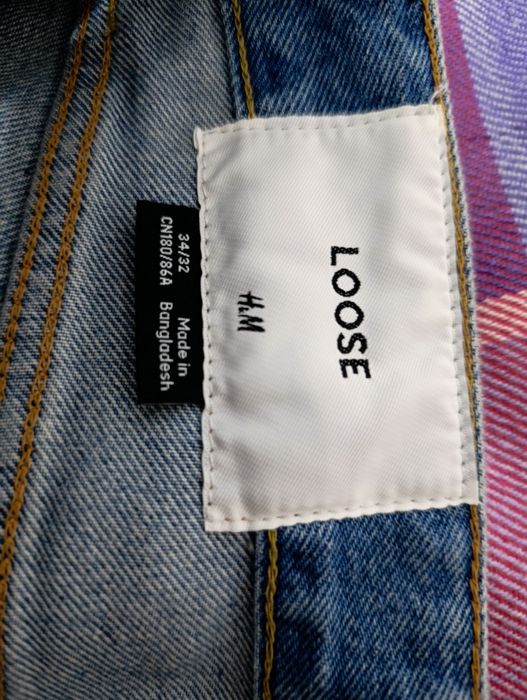 LOOSE
H&M
34/32 Made in
CN180/86A Bangladesh